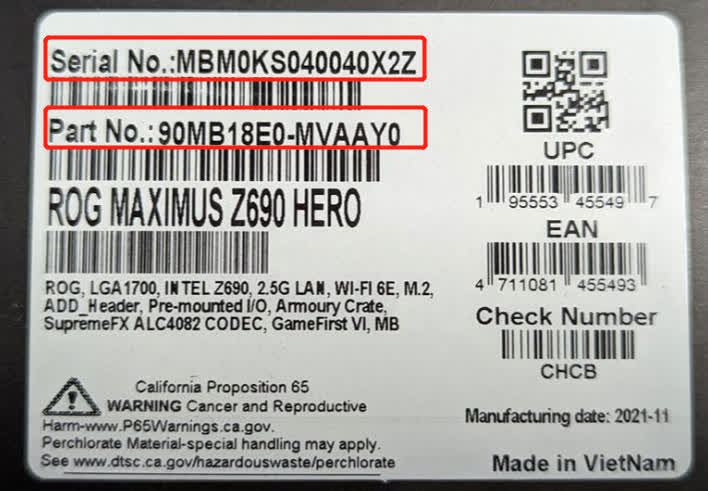 Serial No.:MBM0KS040040X2Z
Part No.:90MB18E0-MVAAY0
ROG MAXIMUS Z690 HERO
ROG, LGA1700, INTEL Z690, 2.5G LAN, WI-FI 6E, M.2,
ADD_Header, Pre-mounted I/O, Armoury Crate,
SupremeFX ALC4082 CODEC, GameFirst VI, MB
California Proposition 65
WARNING Cancer and Reproductive
Harm-www.P65Warnings.ca.gov.
Perchlorate Material-special handling may apply.
See www.dtsc.ca.gov/hazardouswaste/perchlorate
UPC
1 95553 45549 7
EAN
4 711081 455493
Check Number
CHCB
Manufacturing date: 2021-11
Made in VietNam